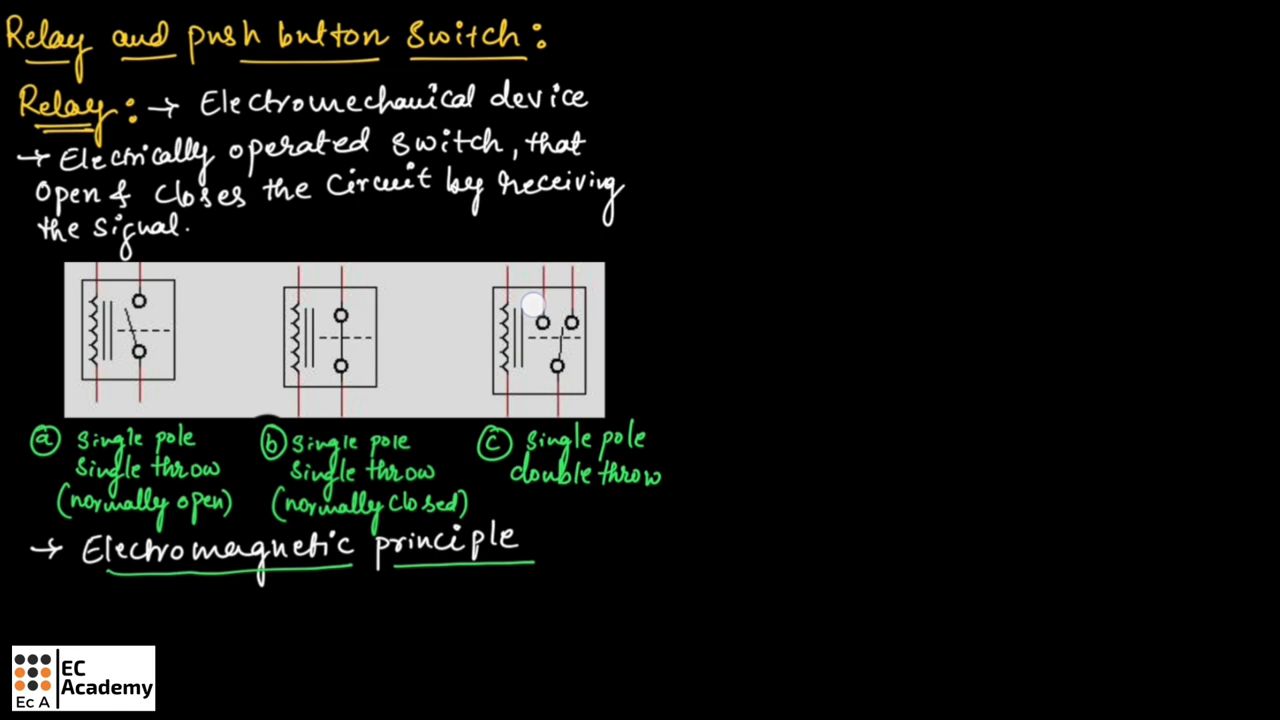 Relay and push button switch:
Relay: → Electromechanical device
→ Electrically operated switch, that
open & closes the circuit by receiving
the signal.
ⓐ single pole
single throw
(normally open)
ⓑ single pole
single throw
(normally closed)
ⓒ single pole
double throw
→ Electromagnetic principle
EC
Academy
Ec A